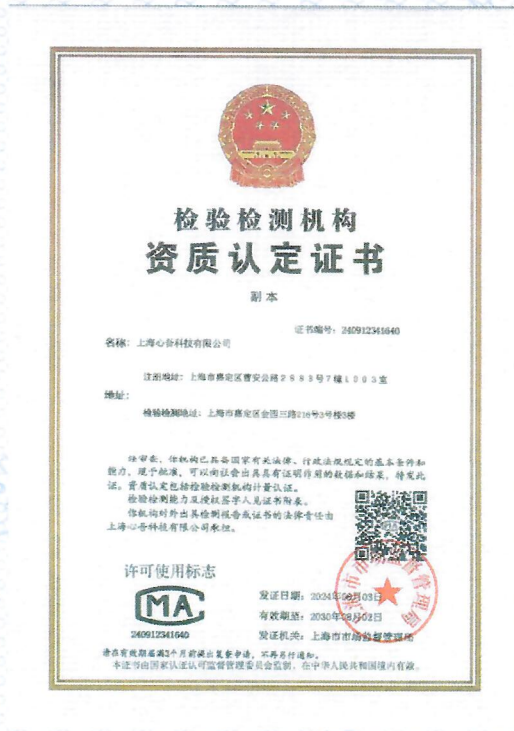 检验检测机构
资质认定证书
副本
证书编号：240912341640
名称：上海心谷科技有限公司
注册地址：上海市嘉定区曹安公路2883号7幢1003室
地址：
检验检测地址：上海市嘉定区金园三路216号3号楼3楼
经审查，你机构已具备国家有关法律、行政法规规定的基本条件和
能力，现予批准，可以向社会出具具有证明作用的数据和结果，特发此
证。资质认定包括检验检测机构计量认证。
检验检测能力及授权签字人见证书附表。
你机构对外出具检测报告或证书的法律责任由
上海心谷科技有限公司承担。
许可使用标志
MA
240912341640
发证日期：2024年08月03日
有效期至：2030年08月02日
发证机关：上海市市场监督管理局
请在有效期届满3个月前提出复查申请，不再另行通知。
本证书由国家认证认可监督管理委员会监制，在中华人民共和国境内有效。